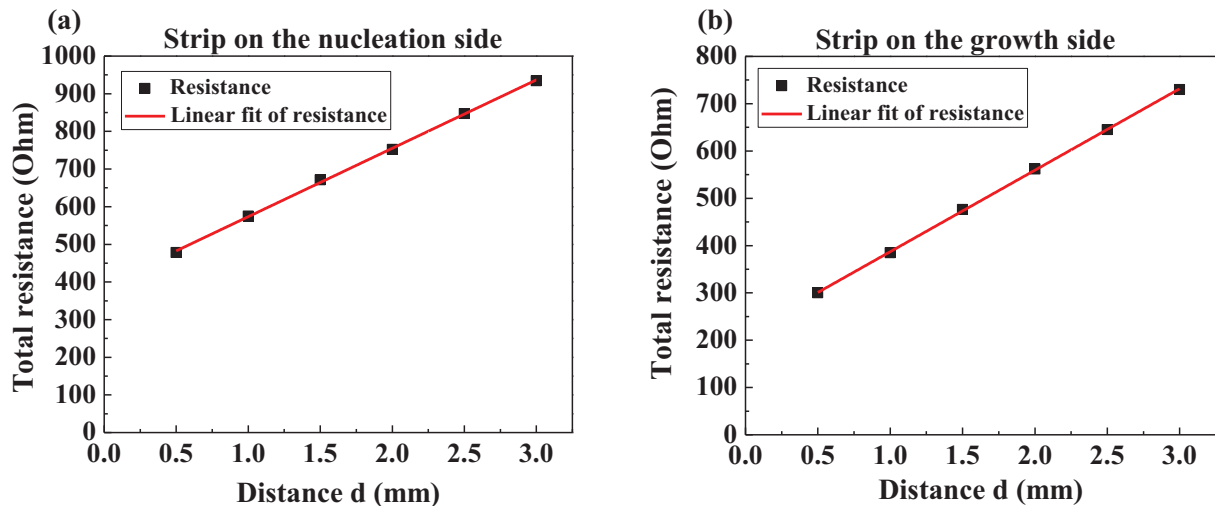 (a)
Strip on the nucleation side
1000
900
800
700
600
500
400
300
200
100
0
Total resistance (Ohm)
Resistance
Linear fit of resistance
0.0 0.5 1.0 1.5 2.0 2.5 3.0
Distance d (mm)
(b)
Strip on the growth side
800
700
600
500
400
300
200
100
0
Total resistance (Ohm)
Resistance
Linear fit of resistance
0.0 0.5 1.0 1.5 2.0 2.5 3.0
Distance d (mm)